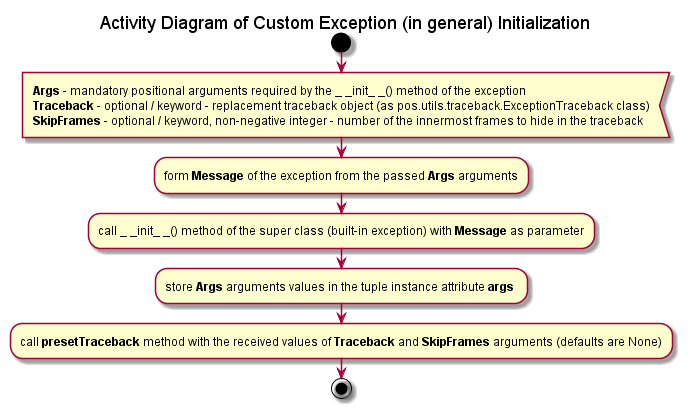 Activity Diagram of Custom Exception (in general) Initialization
Args - mandatory positional arguments required by the _ _init_ _() method of the exception
Traceback - optional / keyword - replacement traceback object (as pos.utils.traceback.ExceptionTraceback class)
SkipFrames - optional / keyword, non-negative integer - number of the innermost frames to hide in the traceback
form Message of the exception from the passed Args arguments
call _ _init_ _() method of the super class (built-in exception) with Message as parameter
store Args arguments values in the tuple instance attribute args
call presetTraceback method with the received values of Traceback and SkipFrames arguments (defaults are None)